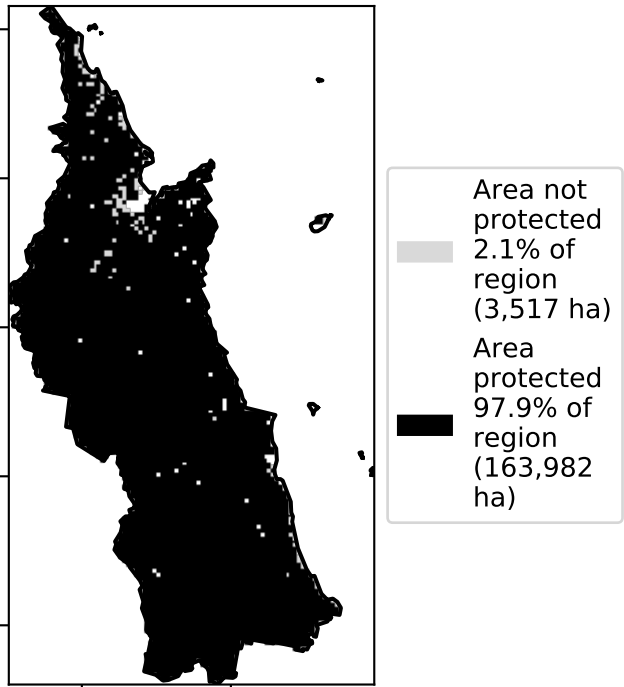 Area not
protected
2.1% of
region
(3,517 ha)
Area
protected
97.9% of
region
(163,982
ha)